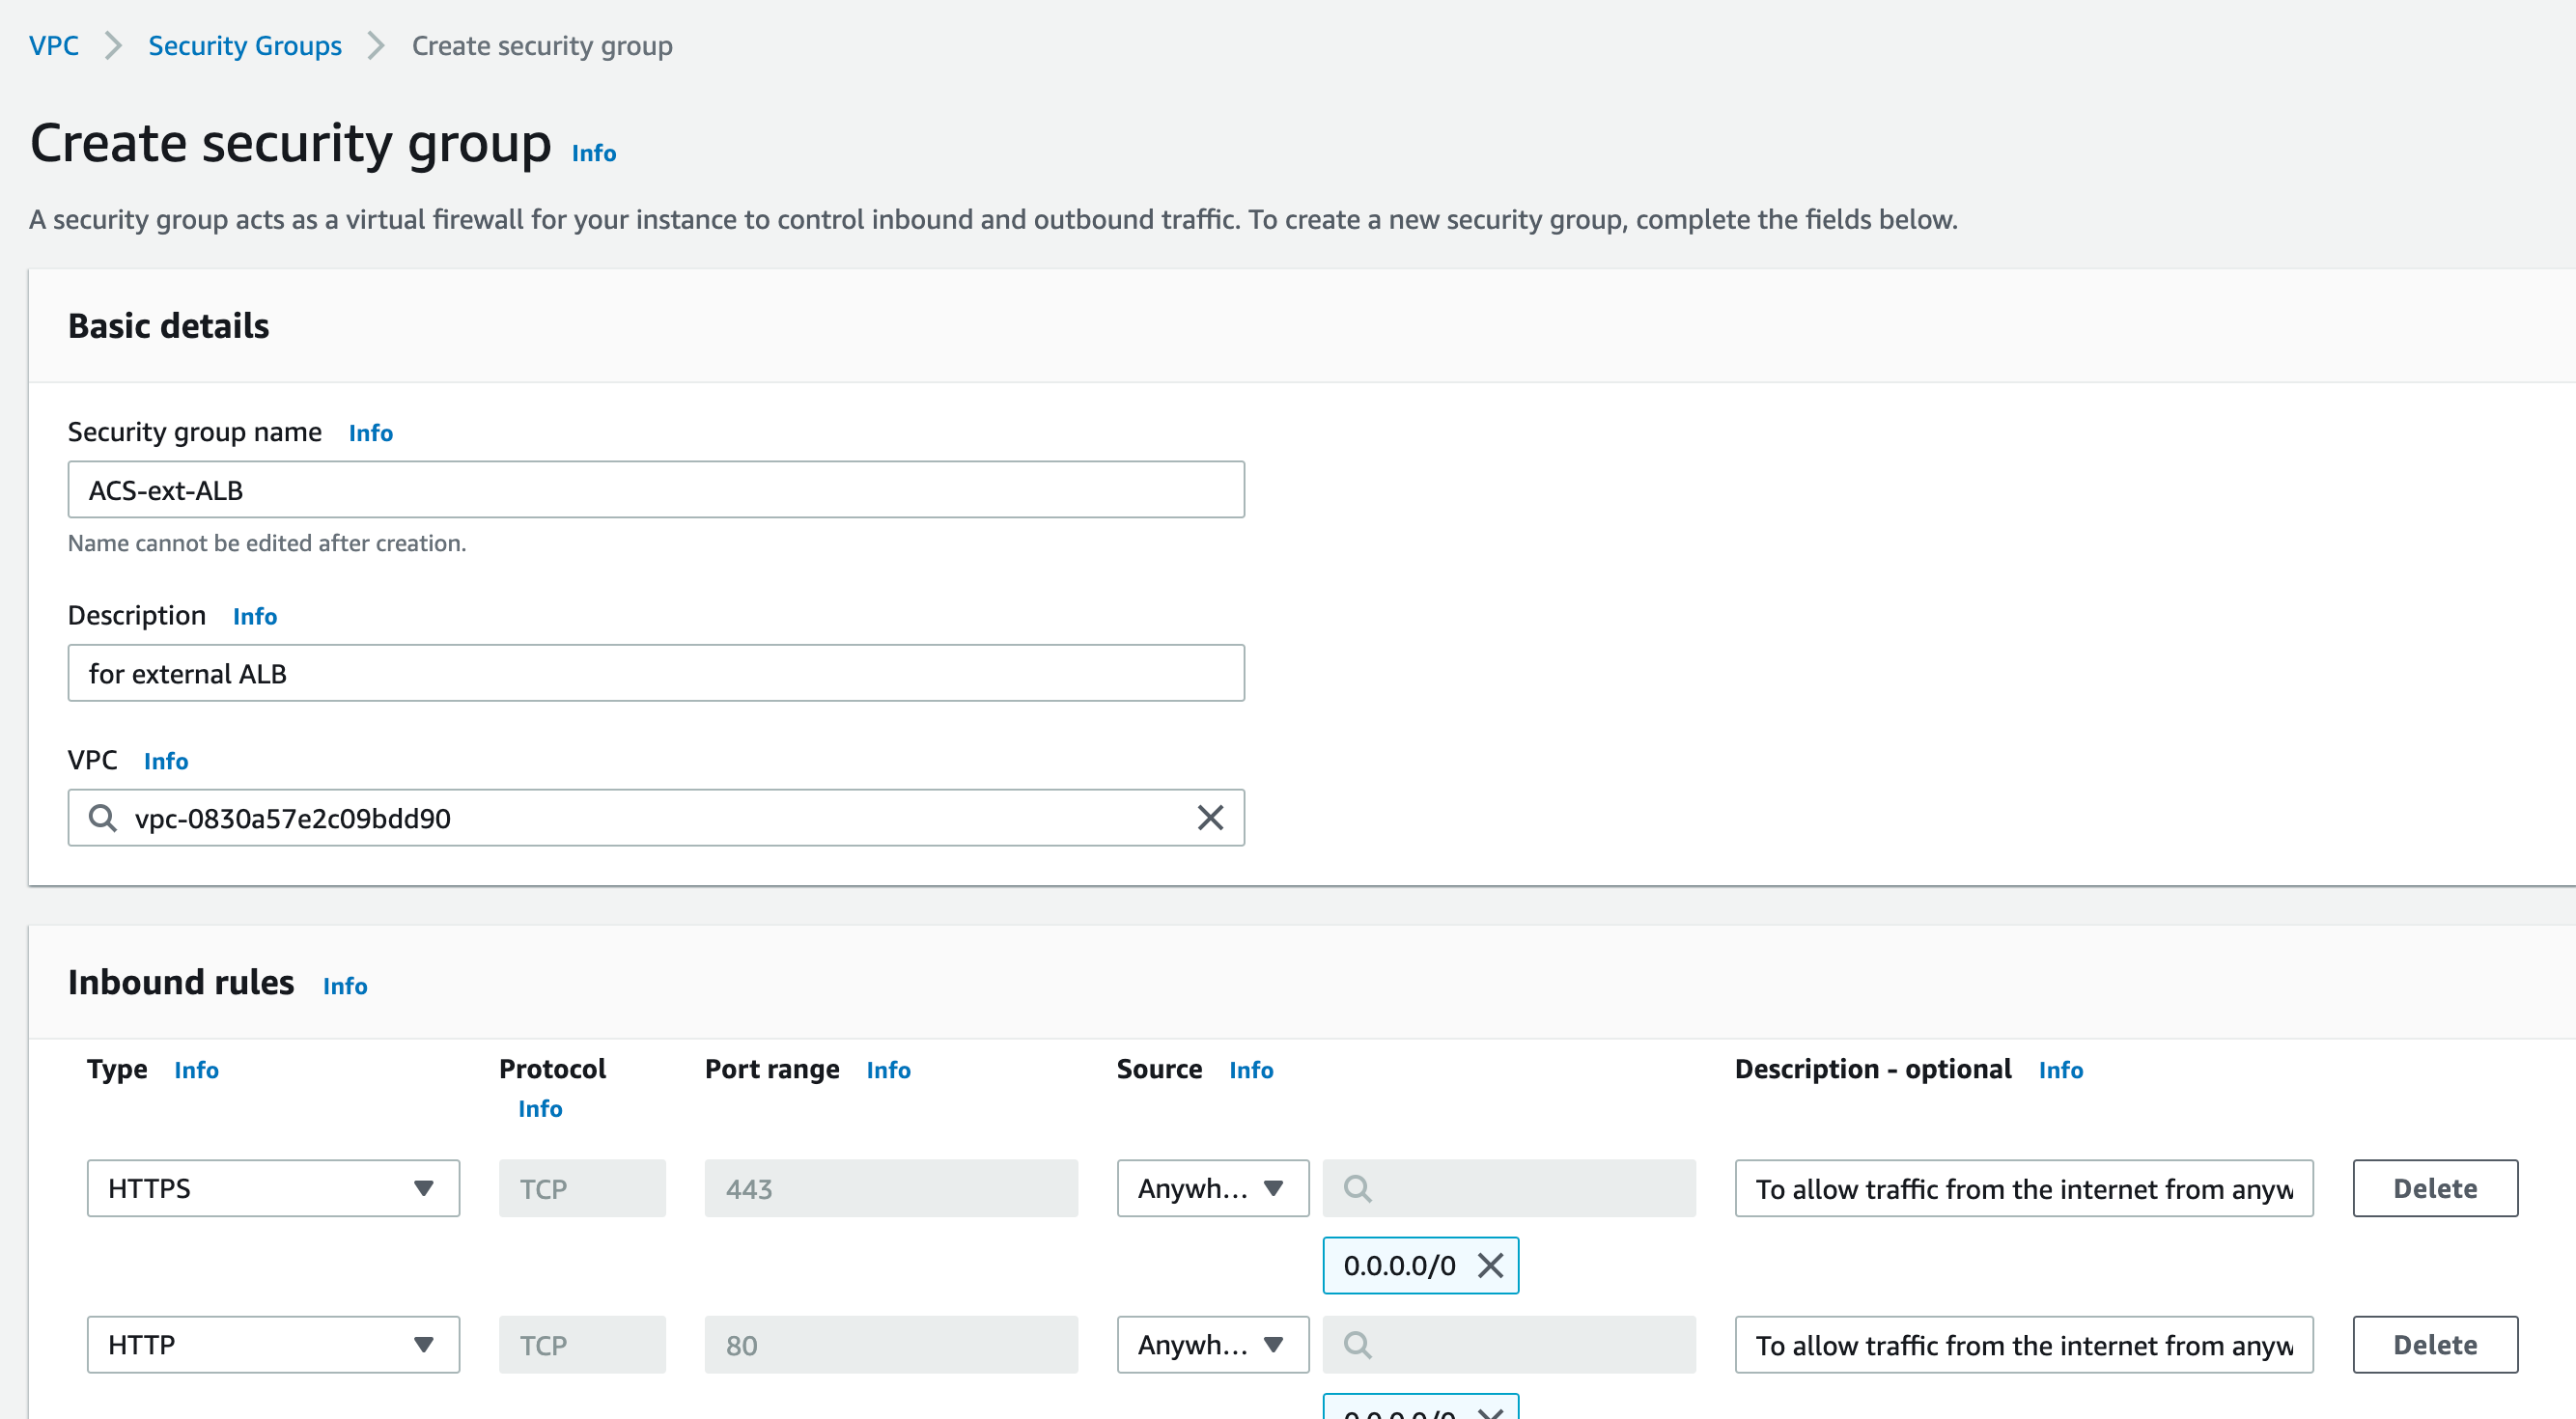 VPC > Security Groups > Create security group
Create security group Info
A security group acts as a virtual firewall for your instance to control inbound and outbound traffic. To create a new security group, complete the fields below.
Basic details
Security group name Info
ACS-ext-ALB
Name cannot be edited after creation.
Description Info
for external ALB
VPC Info
vpc-0830a57e2c09bdd90
Inbound rules Info
Type Info Protocol Info Port range Info Source Info Description - optional Info
HTTPS TCP 443 Anywh... To allow traffic from the internet from anyw Delete
0.0.0.0/0
HTTP TCP 80 Anywh... To allow traffic from the internet from anyw Delete
0.0.0.0/0